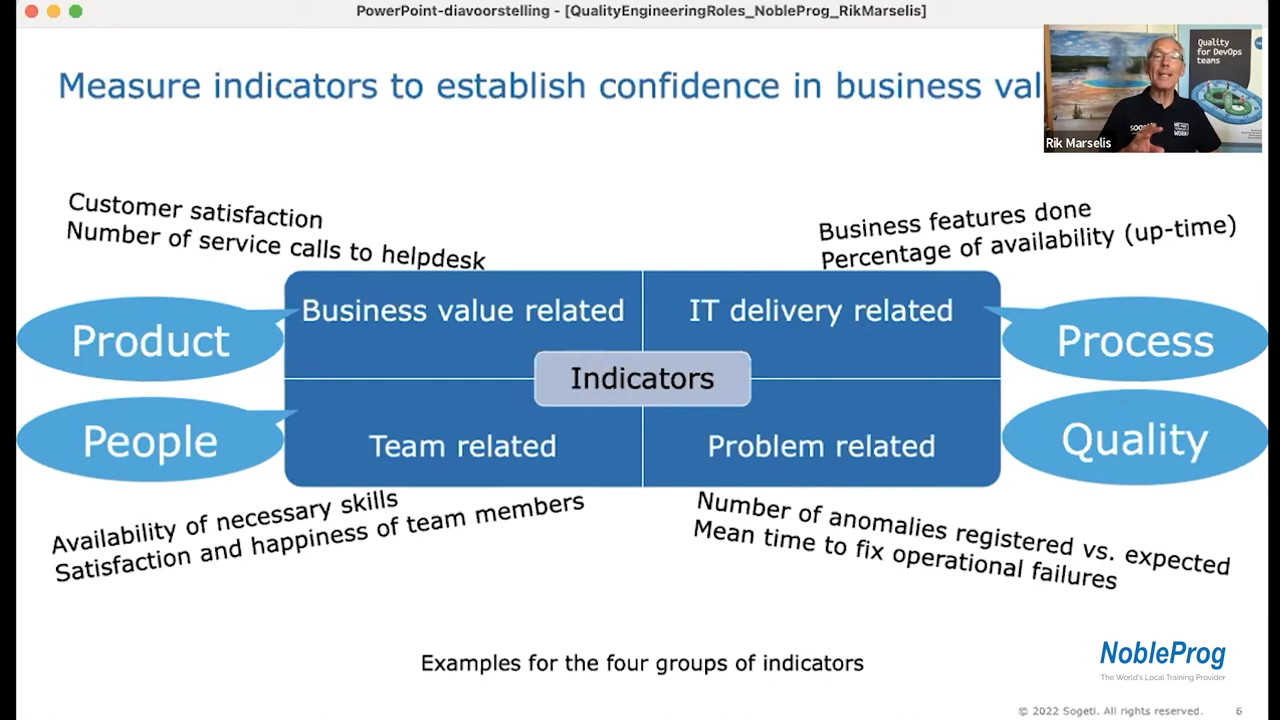 PowerPoint-diavoorstelling - [QualityEngineeringRoles_NobleProg_RikMarselis]
Measure indicators to establish confidence in business val
Quality
for DevOps
teams
Rik Marselis
Customer satisfaction
Number of service calls to helpdesk
Business features done
Percentage of availability (up-time)
Product
Business value related
IT delivery related
Process
Indicators
People
Team related
Problem related
Quality
Availability of necessary skills
Satisfaction and happiness of team members
Number of anomalies registered vs. expected
Mean time to fix operational failures
Examples for the four groups of indicators
NobleProg
The World's Local Training Provider
© 2022 Sogeti. All rights reserved. 6